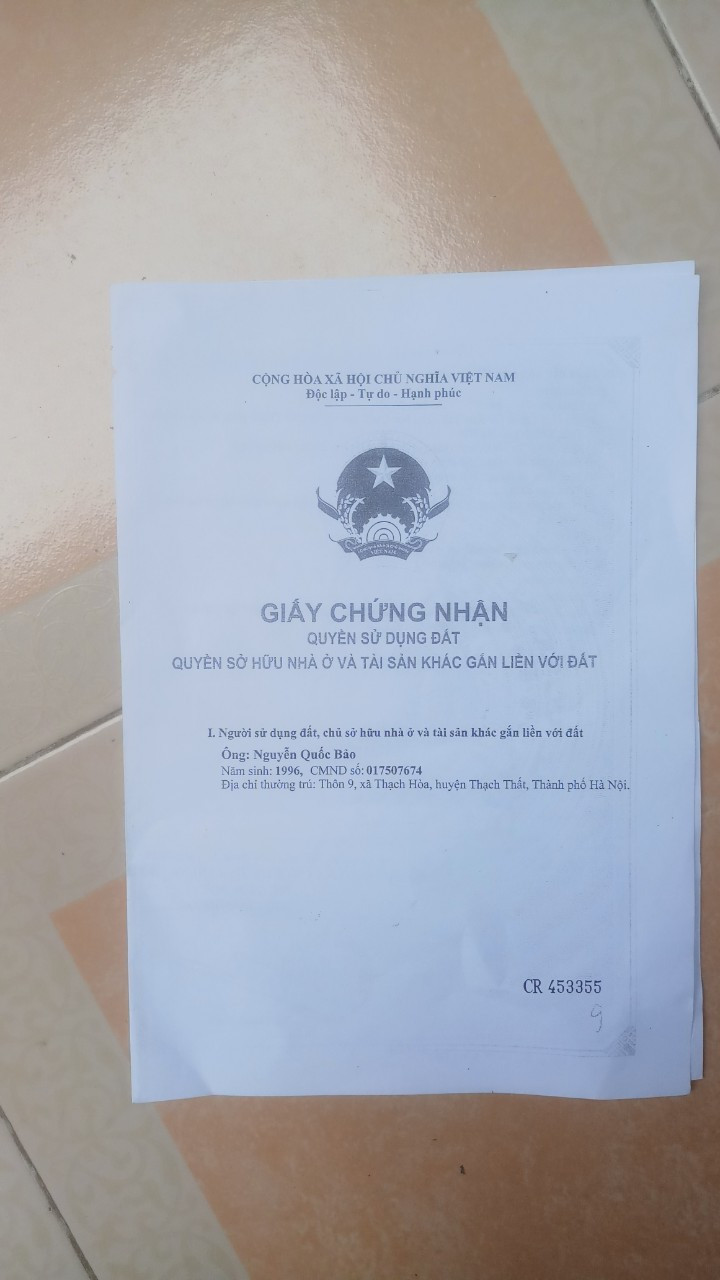 CỘNG HÒA XÃ HỘI CHỦ NGHĨA VIỆT NAM
Độc lập - Tự do - Hạnh phúc
VIỆT NAM
GIẤY CHỨNG NHẬN
QUYỀN SỬ DỤNG ĐẤT
QUYỀN SỞ HỮU NHÀ Ở VÀ TÀI SẢN KHÁC GẮN LIỀN VỚI ĐẤT
I. Người sử dụng đất, chủ sở hữu nhà ở và tài sản khác gắn liền với đất
Ông: Nguyễn Quốc Bảo
Năm sinh: 1996, CMND số: 017507674
Địa chỉ thường trú: Thôn 9, xã Thạch Hòa, huyện Thạch Thất, Thành phố Hà Nội.
CR 453355
9